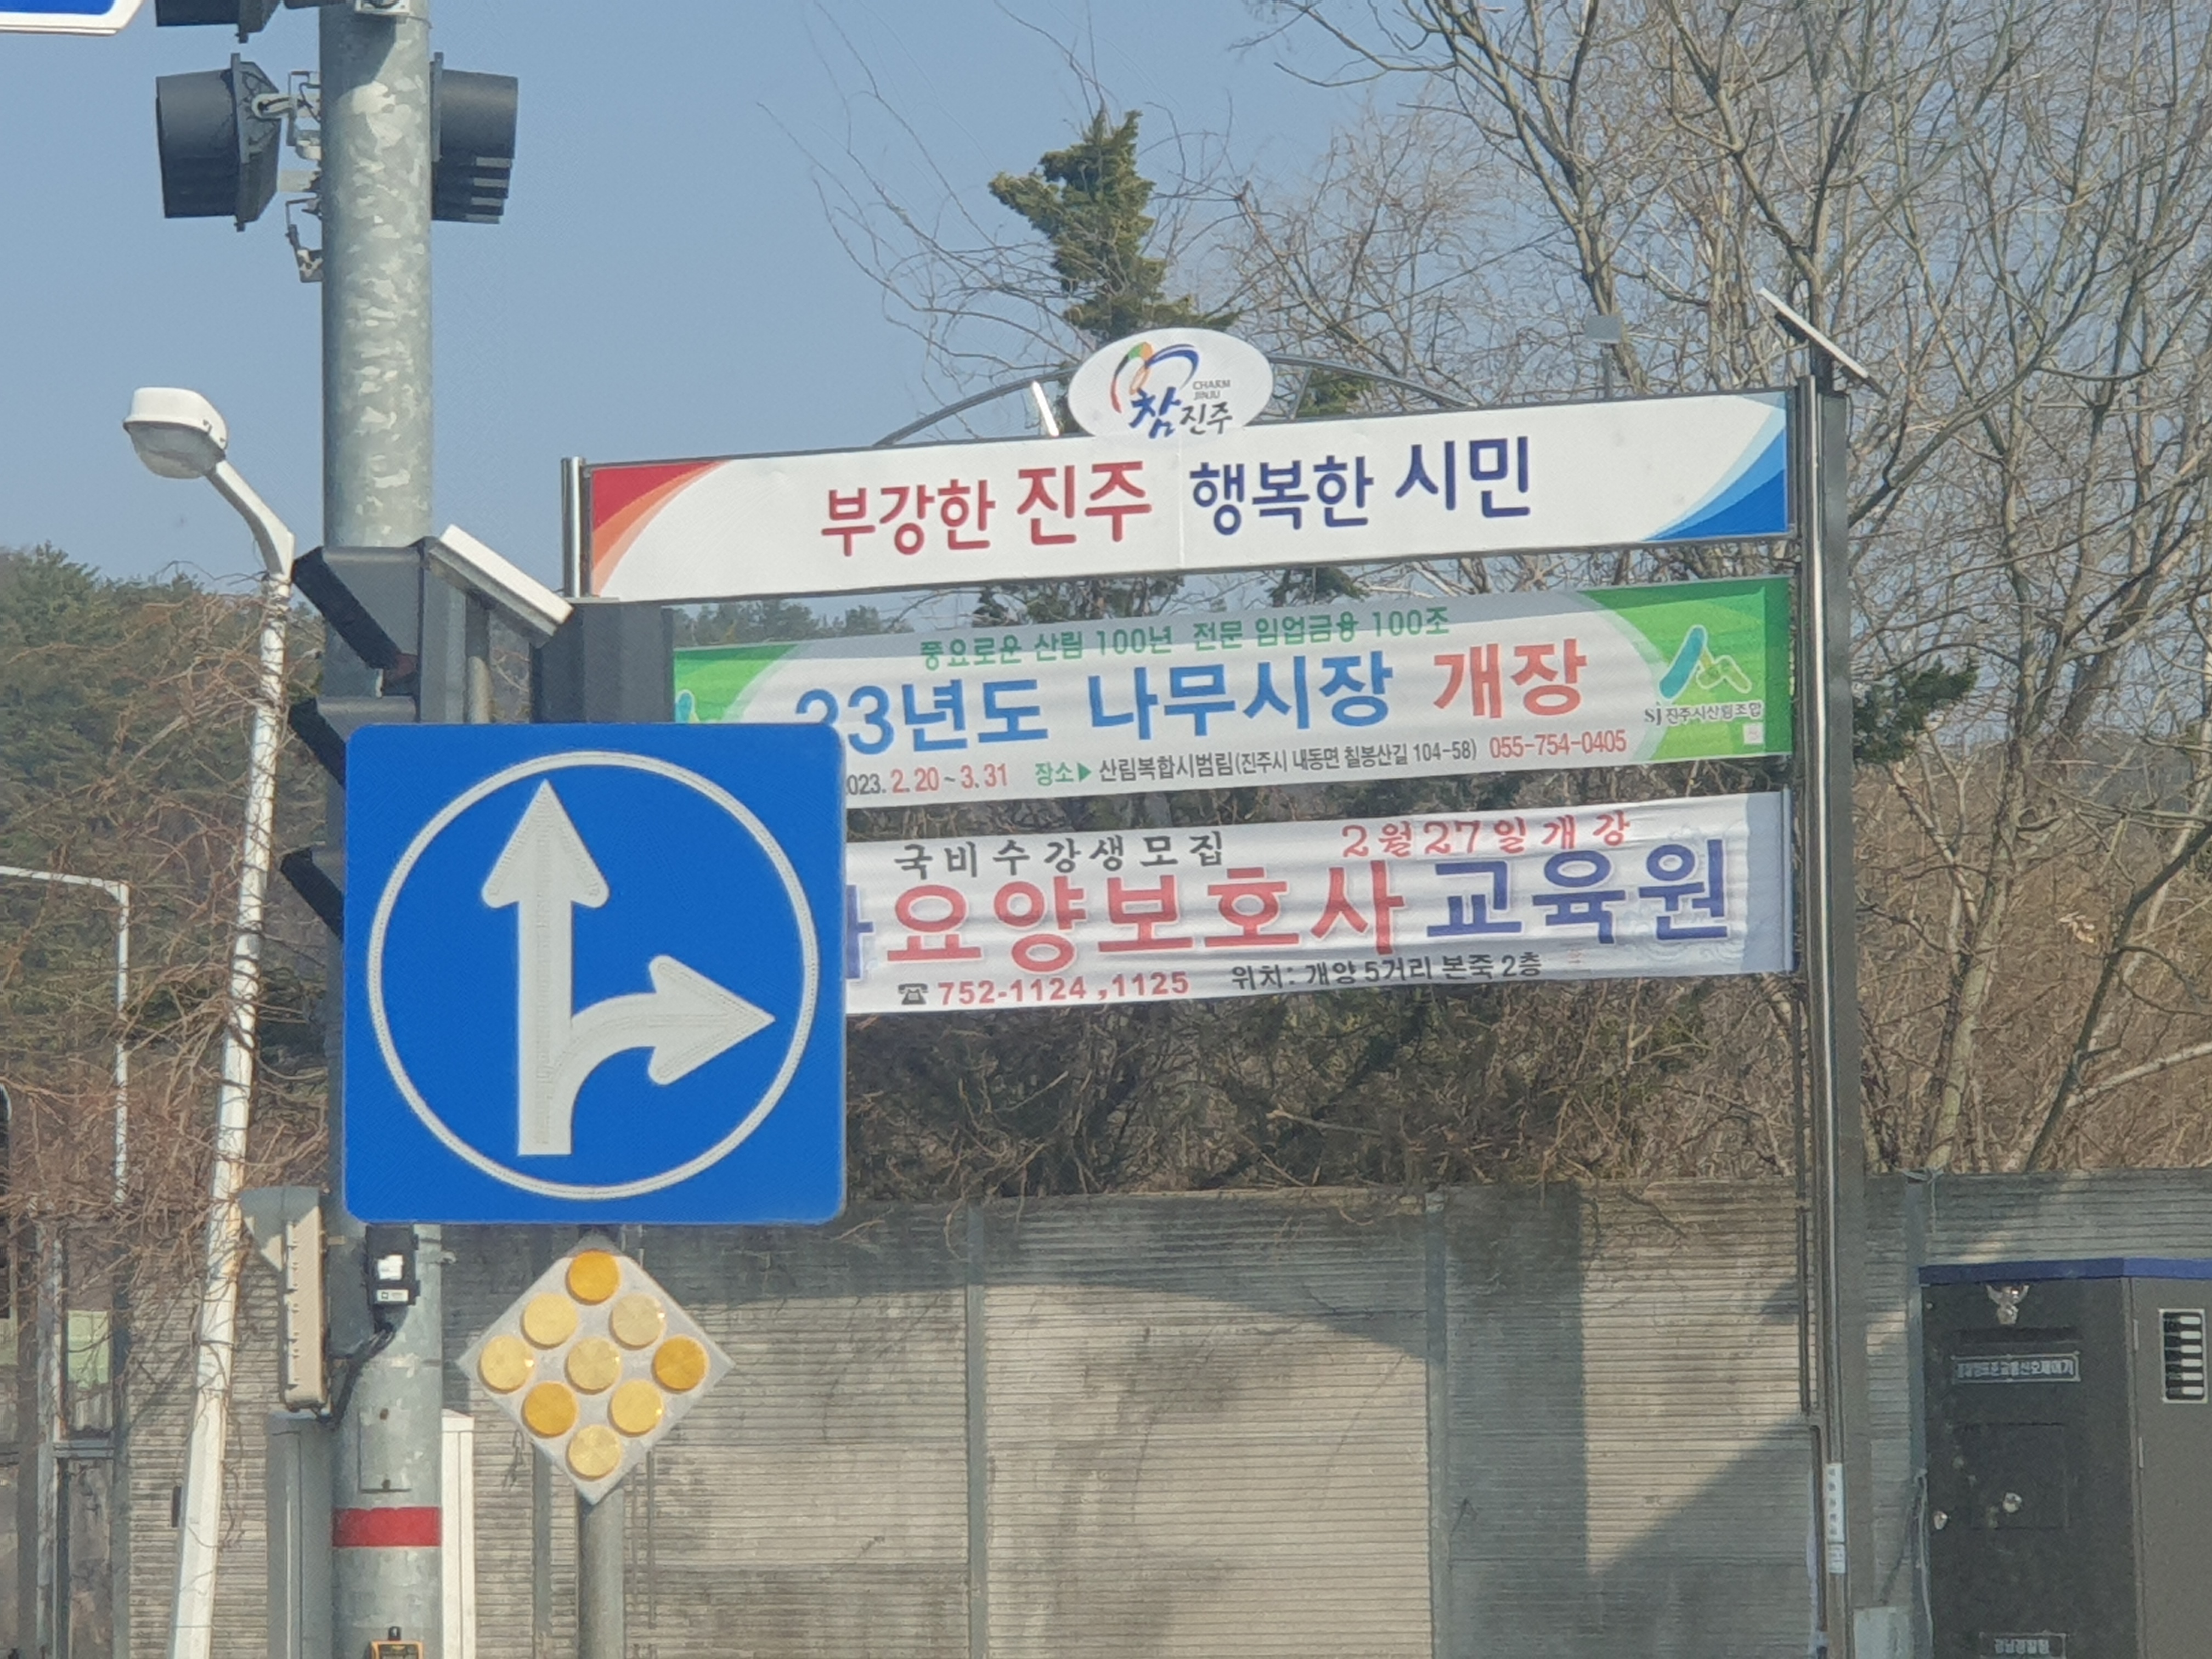 CHARM
JINJU
참진주
부강한 진주 행복한 시민
풍요로운 산림 100년 전문 임업금융 100조
23년도 나무시장 개장
SJ 진주시산림조합
2023. 2. 20 ~ 3. 31 장소▶ 산림복합시범림(진주시 내동면 칠봉산길 104-58) 055-754-0405
국비수강생모집 2월27일개강
요양보호사교육원
☎ 752-1124 ,1125 위치: 개양 5거리 본죽 2층